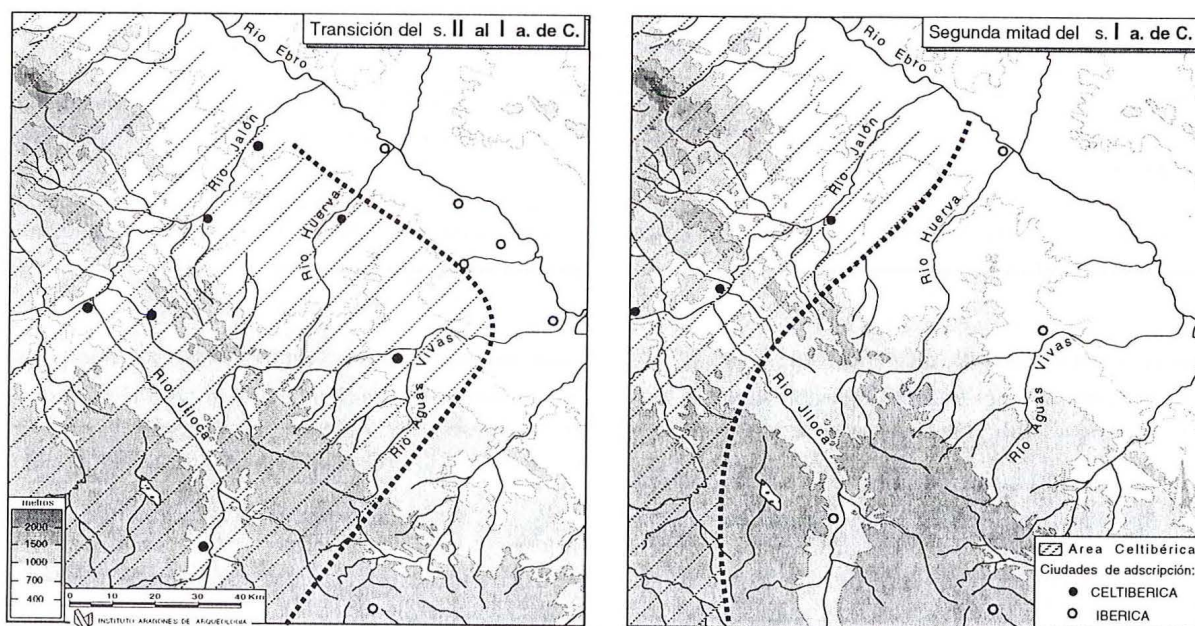 Transición del s. II al I a. de C.
Río Ebro
Río Jalón
Río Huerva
Río Aguas Vivas
Río Jiloca
metros
2000
1500
1000
700
400
0 10 20 30 40 Km
INSTITUTO ARAGONES DE ARQUEOLOGIA
Segunda mitad del s. I a. de C.
Río Ebro
Río Jalón
Río Huerva
Río Aguas Vivas
Río Jiloca
Area Celtibérica
Ciudades de adscripción:
CELTIBERICA
IBERICA